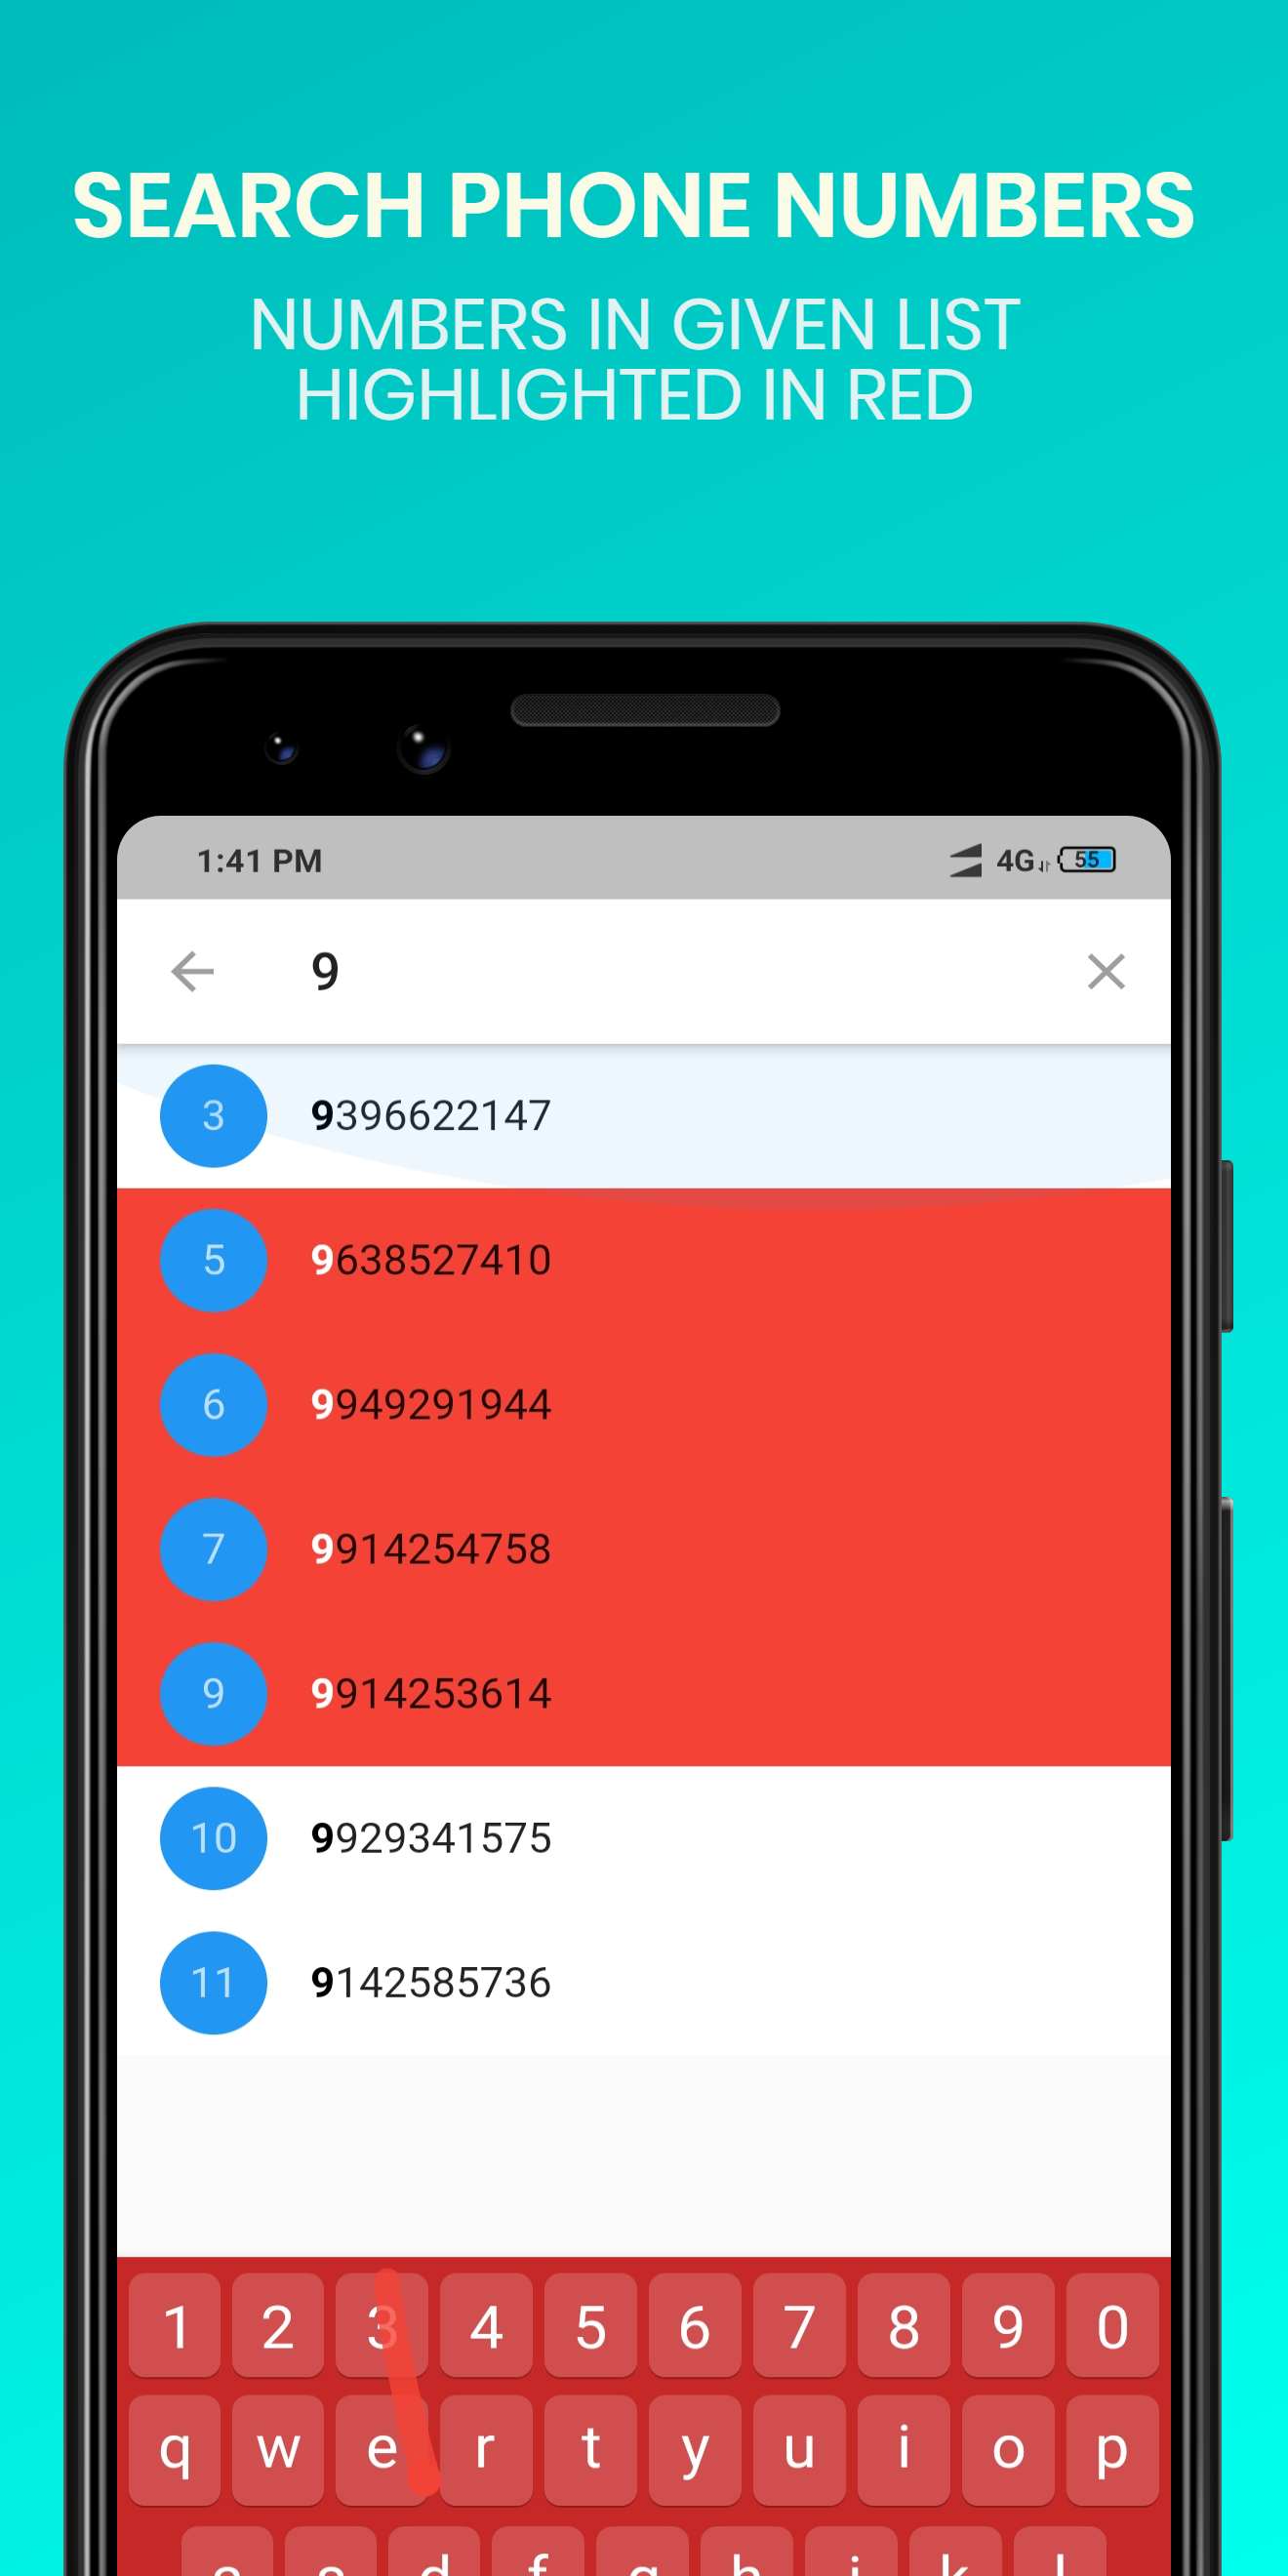 SEARCH PHONE NUMBERS
NUMBERS IN GIVEN LIST
HIGHLIGHTED IN RED
1:41 PM 4G 55
9
3 9396622147
5 9638527410
6 9949291944
7 9914254758
9 9914253614
10 9929341575
11 9142585736
1 2 3 4 5 6 7 8 9 0
q w e r t y u i o p
a s d f g h j k l